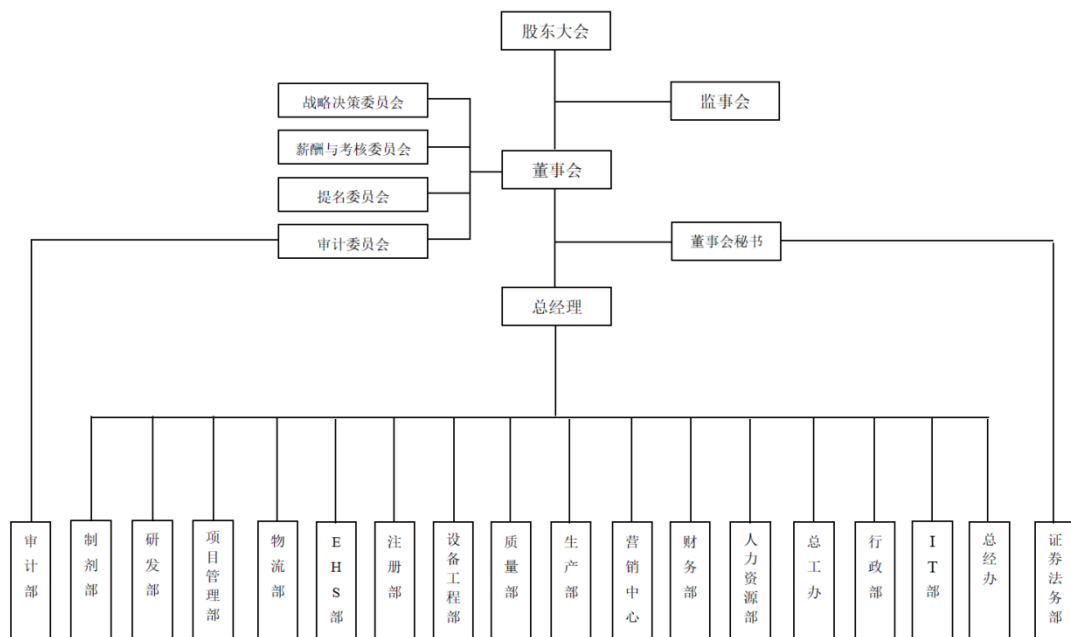 股东大会
战略决策委员会
监事会
薪酬与考核委员会
董事会
提名委员会
审计委员会
董事会秘书
总经理
审计部
制剂部
研发部
项目管理部
物流部
EHS部
注册部
设备工程部
质量部
生产部
营销中心
财务部
人力资源部
总工办
行政部
IT部
总经办
证券法务部